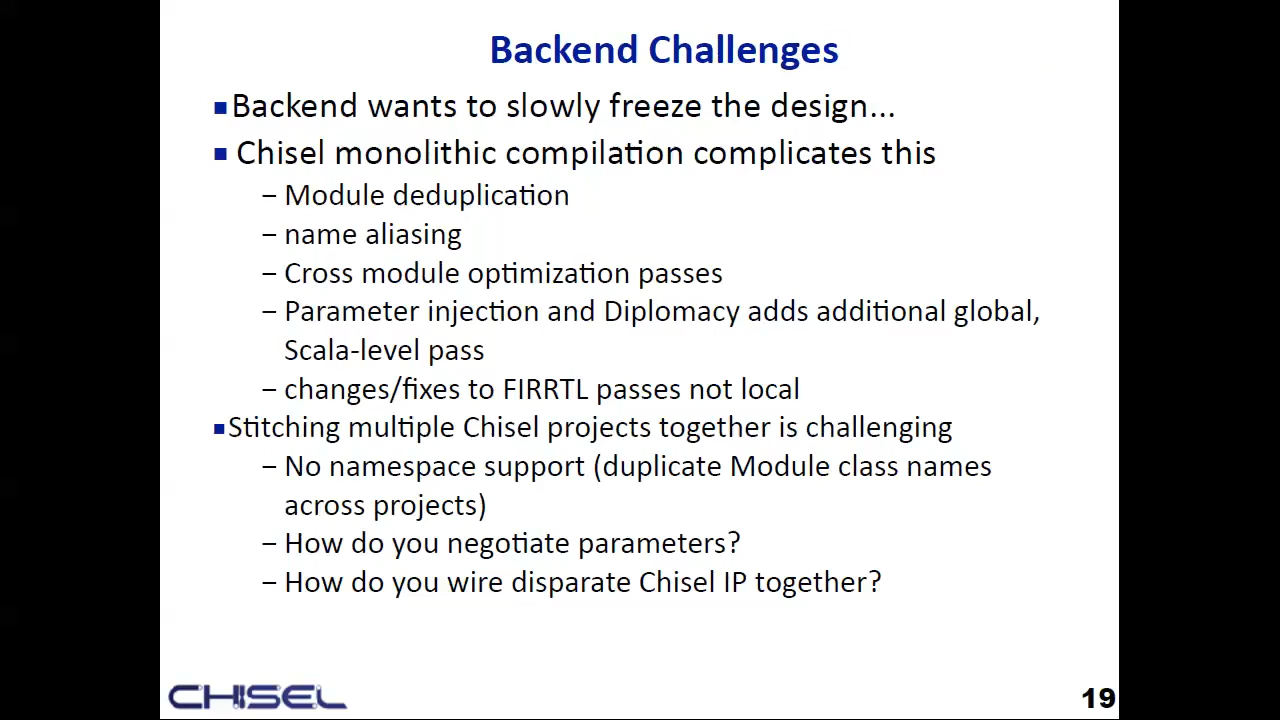 Backend Challenges
▪Backend wants to slowly freeze the design...
▪ Chisel monolithic compilation complicates this
– Module deduplication
– name aliasing
– Cross module optimization passes
– Parameter injection and Diplomacy adds additional global,
Scala-level pass
– changes/fixes to FIRRTL passes not local
▪Stitching multiple Chisel projects together is challenging
– No namespace support (duplicate Module class names
across projects)
– How do you negotiate parameters?
– How do you wire disparate Chisel IP together?
CHISEL
19